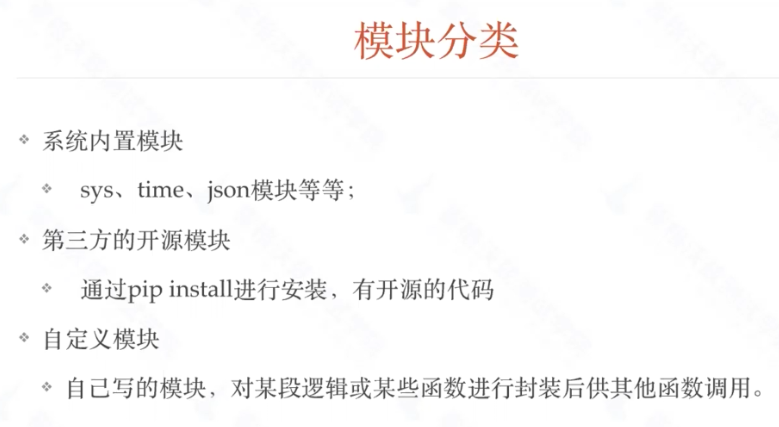 模块分类
系统内置模块
sys、time、json模块等等；
第三方的开源模块
通过pip install进行安装，有开源的代码
自定义模块
自己写的模块，对某段逻辑或某些函数进行封装后供其他函数调用。